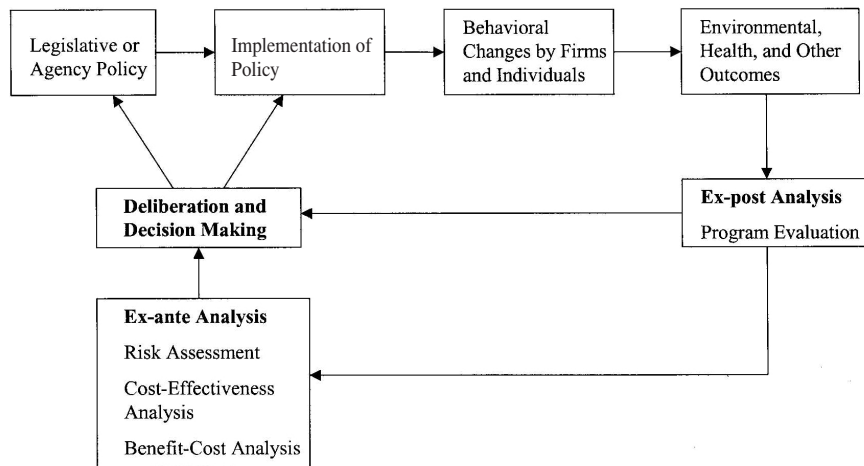 Legislative or
Agency Policy
Implementation of
Policy
Behavioral
Changes by Firms
and Individuals
Environmental,
Health, and Other
Outcomes
Deliberation and
Decision Making
Ex-post Analysis
Program Evaluation
Ex-ante Analysis
Risk Assessment
Cost-Effectiveness
Analysis
Benefit-Cost Analysis